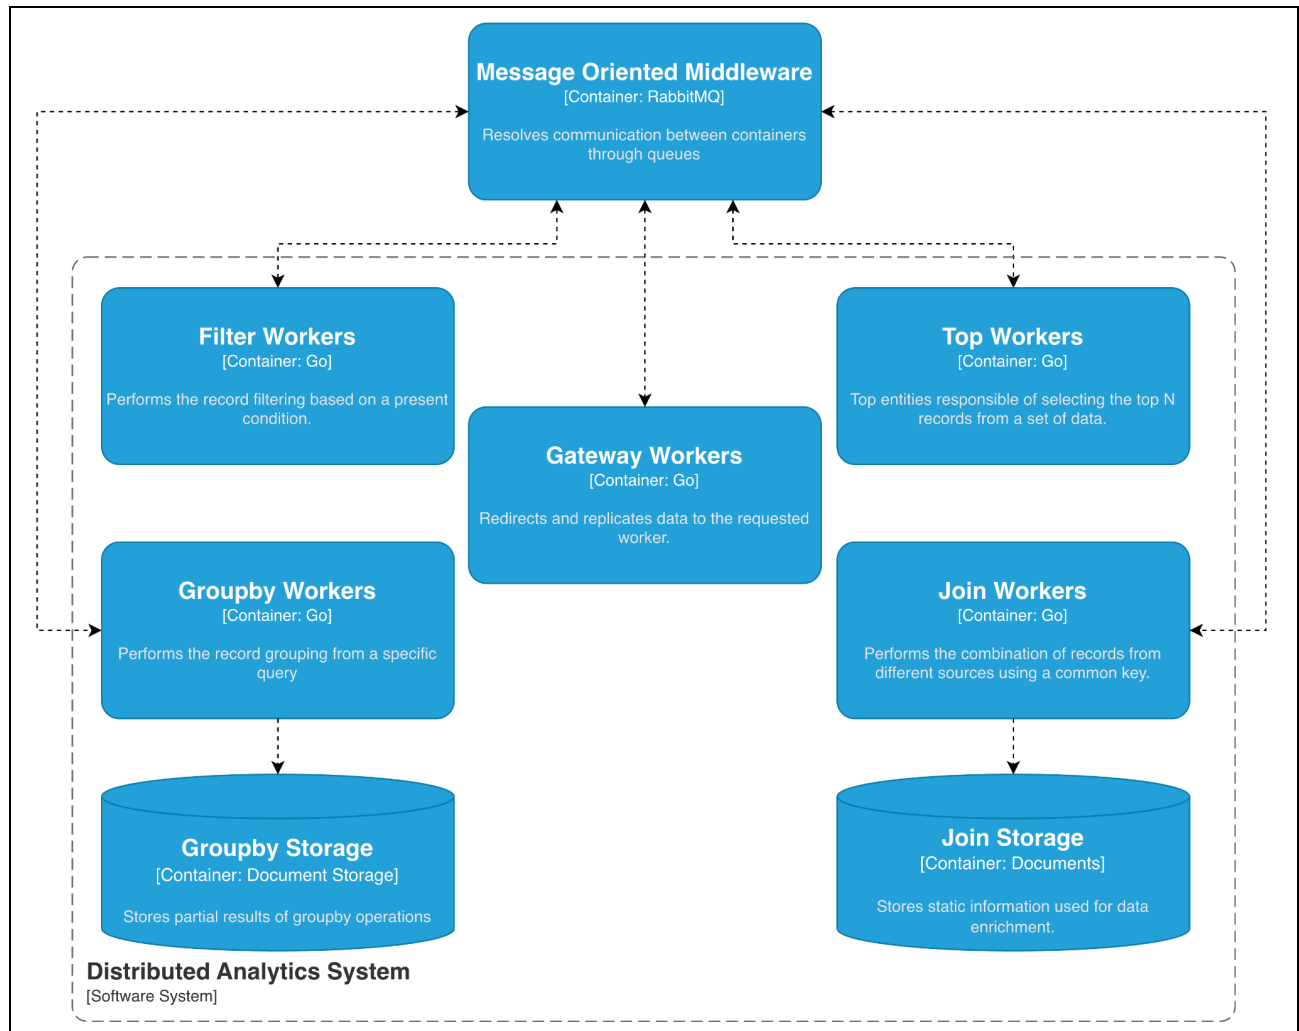 Message Oriented Middleware
[Container: RabbitMQ]
Resolves communication between containers
through queues
Filter Workers
[Container: Go]
Performs the record filtering based on a present
condition.
Top Workers
[Container: Go]
Top entities responsible of selecting the top N
records from a set of data.
Gateway Workers
[Container: Go]
Redirects and replicates data to the requested
worker.
Groupby Workers
[Container: Go]
Performs the record grouping from a specific
query
Join Workers
[Container: Go]
Performs the combination of records from
different sources using a common key.
Groupby Storage
[Container: Document Storage]
Stores partial results of groupby operations
Join Storage
[Container: Documents]
Stores static information used for data
enrichment.
Distributed Analytics System
[Software System]